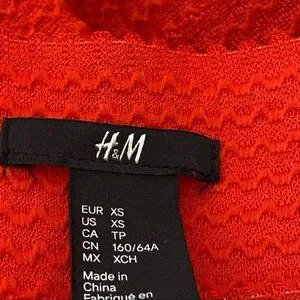 H&M
EUR XS
US XS
CA TP
CN 160/64A
MX XCH
Made in
China
Fabriqué en